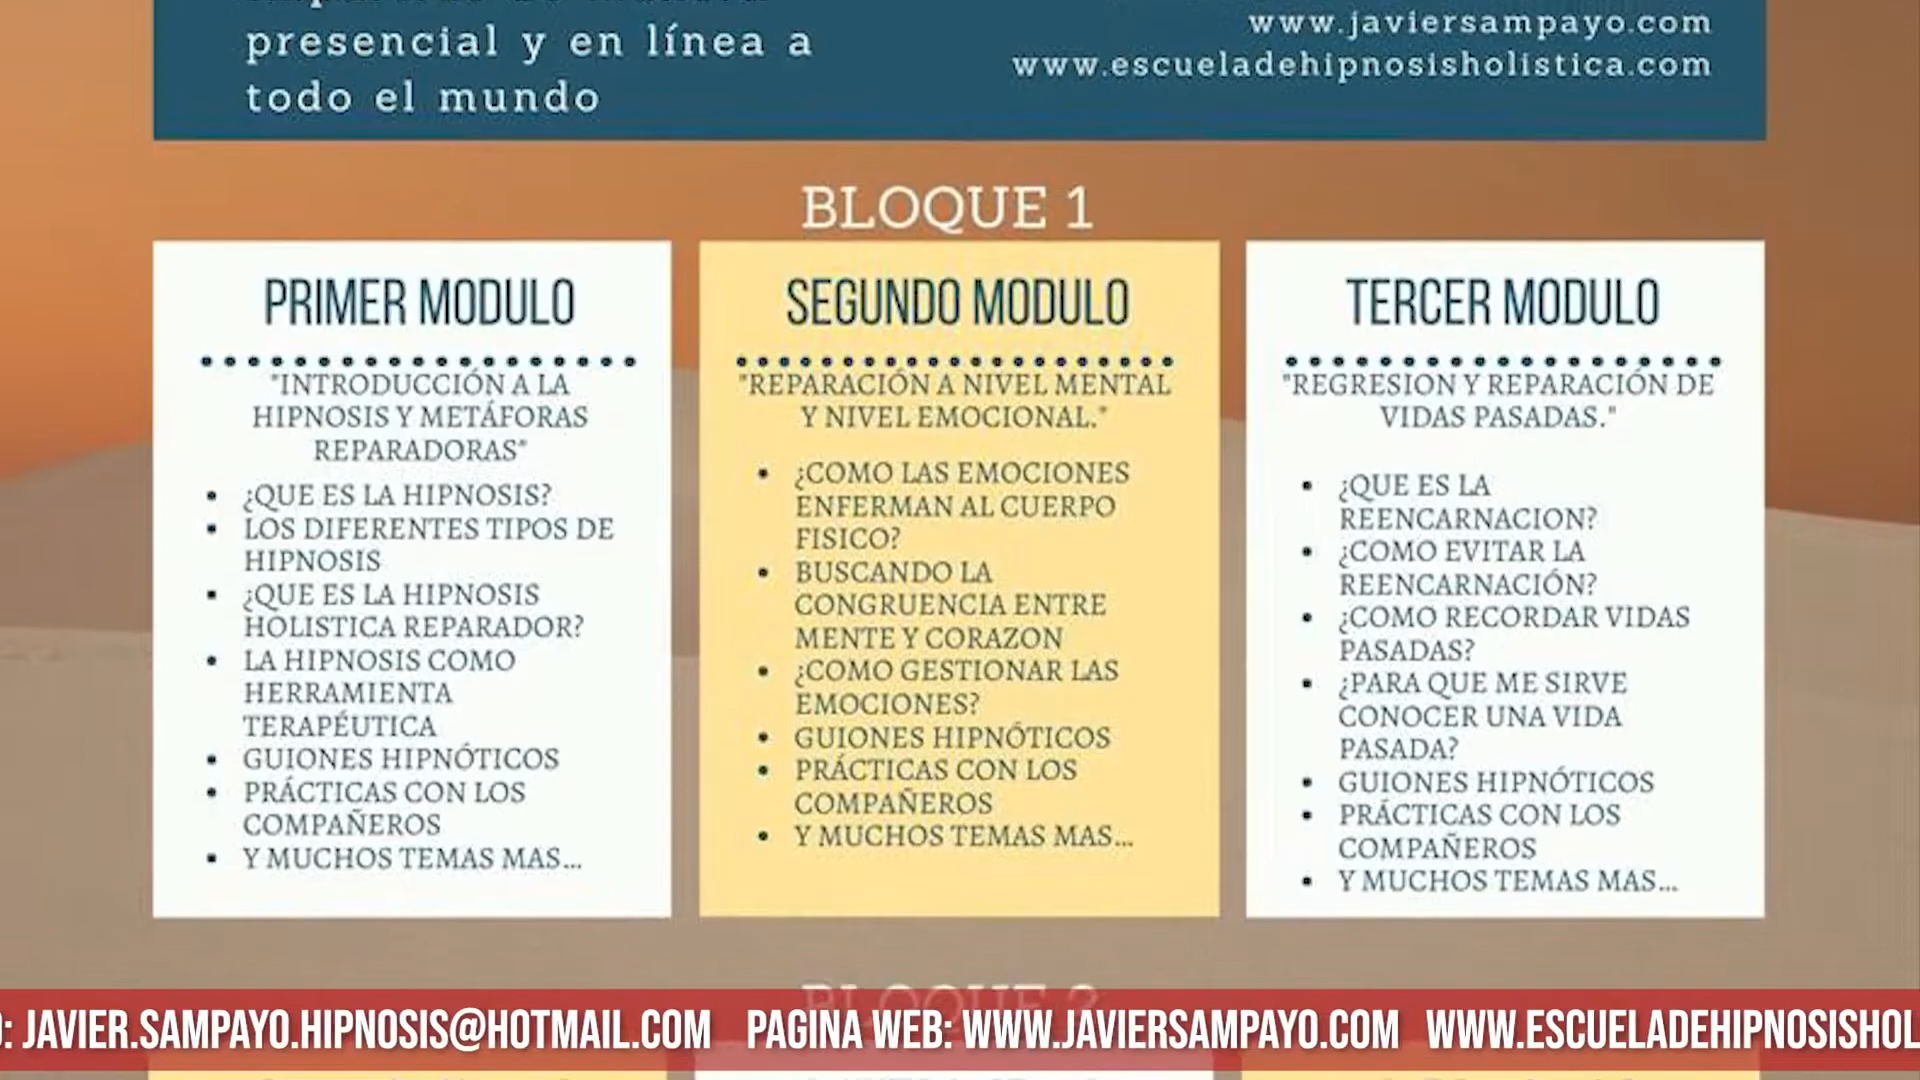 presencial y en línea a
todo el mundo
www.javiersampayo.com
www.escueladehipnosisholistica.com
BLOQUE 1
PRIMER MODULO
"INTRODUCCIÓN A LA
HIPNOSIS Y METÁFORAS
REPARADORAS"
• ¿QUE ES LA HIPNOSIS?
• LOS DIFERENTES TIPOS DE
HIPNOSIS
• ¿QUE ES LA HIPNOSIS
HOLISTICA REPARADOR?
• LA HIPNOSIS COMO
HERRAMIENTA
TERAPÉUTICA
• GUIONES HIPNÓTICOS
• PRÁCTICAS CON LOS
COMPAÑEROS
• Y MUCHOS TEMAS MAS...
SEGUNDO MODULO
"REPARACIÓN A NIVEL MENTAL
Y NIVEL EMOCIONAL."
• ¿COMO LAS EMOCIONES
ENFERMAN AL CUERPO
FISICO?
• BUSCANDO LA
CONGRUENCIA ENTRE
MENTE Y CORAZON
• ¿COMO GESTIONAR LAS
EMOCIONES?
• GUIONES HIPNÓTICOS
• PRÁCTICAS CON LOS
COMPAÑEROS
• Y MUCHOS TEMAS MAS...
TERCER MODULO
"REGRESION Y REPARACIÓN DE
VIDAS PASADAS."
• ¿QUE ES LA
REENCARNACION?
• ¿COMO EVITAR LA
REENCARNACIÓN?
• ¿COMO RECORDAR VIDAS
PASADAS?
• ¿PARA QUE ME SIRVE
CONOCER UNA VIDA
PASADA?
• GUIONES HIPNÓTICOS
• PRÁCTICAS CON LOS
COMPAÑEROS
• Y MUCHOS TEMAS MAS...
BLOQUE 2
: JAVIER.SAMPAYO.HIPNOSIS@HOTMAIL.COM PAGINA WEB: WWW.JAVIERSAMPAYO.COM WWW.ESCUELADEHIPNOSISHOL